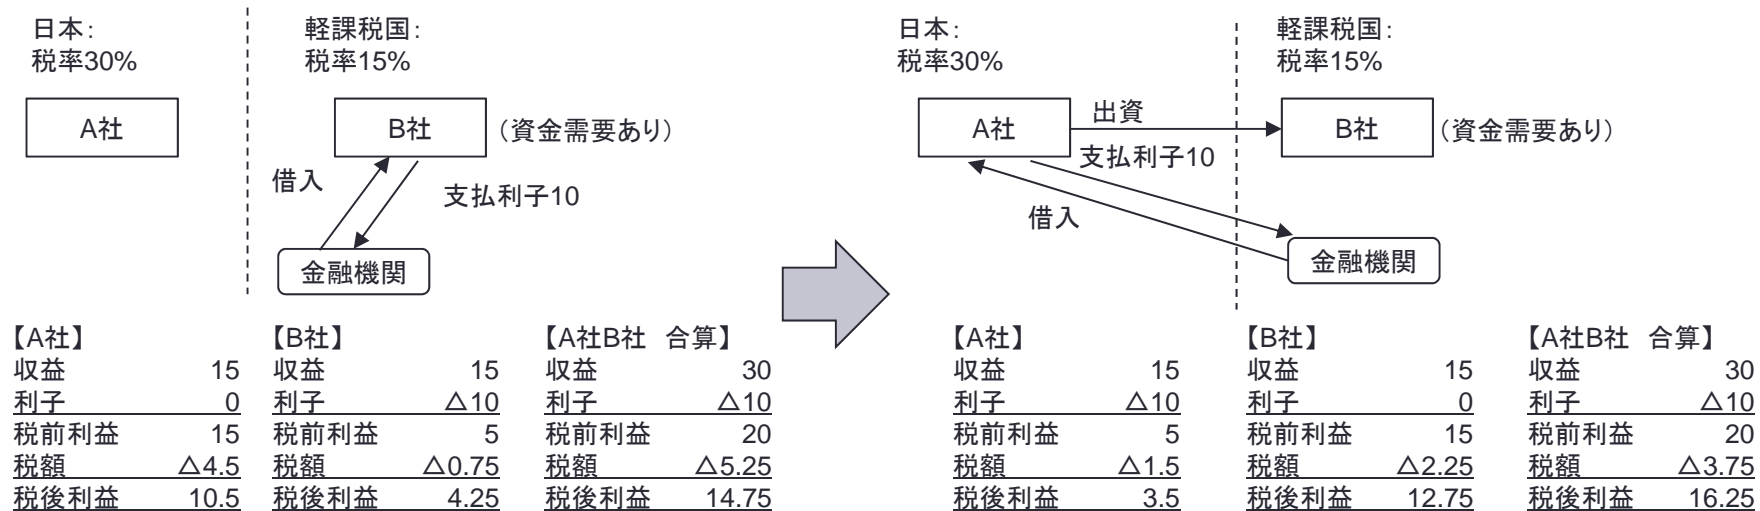 日本：
税率30%
軽課税国：
税率15%
A社
B社
（資金需要あり）
借入
支払利子10
金融機関
【A社】
収益 15
利子 0
税前利益 15
税額 △4.5
税後利益 10.5
【B社】
収益 15
利子 △10
税前利益 5
税額 △0.75
税後利益 4.25
【A社B社 合算】
収益 30
利子 △10
税前利益 20
税額 △5.25
税後利益 14.75
日本：
税率30%
軽課税国：
税率15%
A社
出資
B社
（資金需要あり）
支払利子10
借入
金融機関
【A社】
収益 15
利子 △10
税前利益 5
税額 △1.5
税後利益 3.5
【B社】
収益 15
利子 0
税前利益 15
税額 △2.25
税後利益 12.75
【A社B社 合算】
収益 30
利子 △10
税前利益 20
税額 △3.75
税後利益 16.25